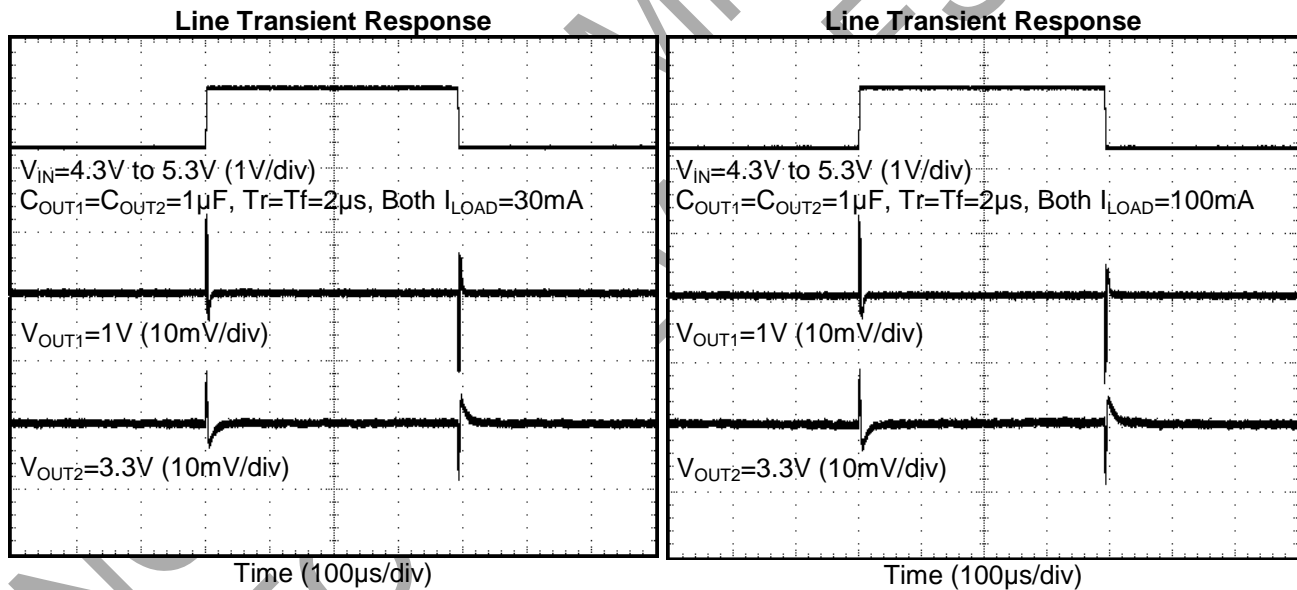 Line Transient Response
V_IN=4.3V to 5.3V (1V/div)
C_OUT1=C_OUT2=1µF, Tr=Tf=2µs, Both I_LOAD=30mA
V_OUT1=1V (10mV/div)
V_OUT2=3.3V (10mV/div)
Time (100µs/div)
Line Transient Response
V_IN=4.3V to 5.3V (1V/div)
C_OUT1=C_OUT2=1µF, Tr=Tf=2µs, Both I_LOAD=100mA
V_OUT1=1V (10mV/div)
V_OUT2=3.3V (10mV/div)
Time (100µs/div)